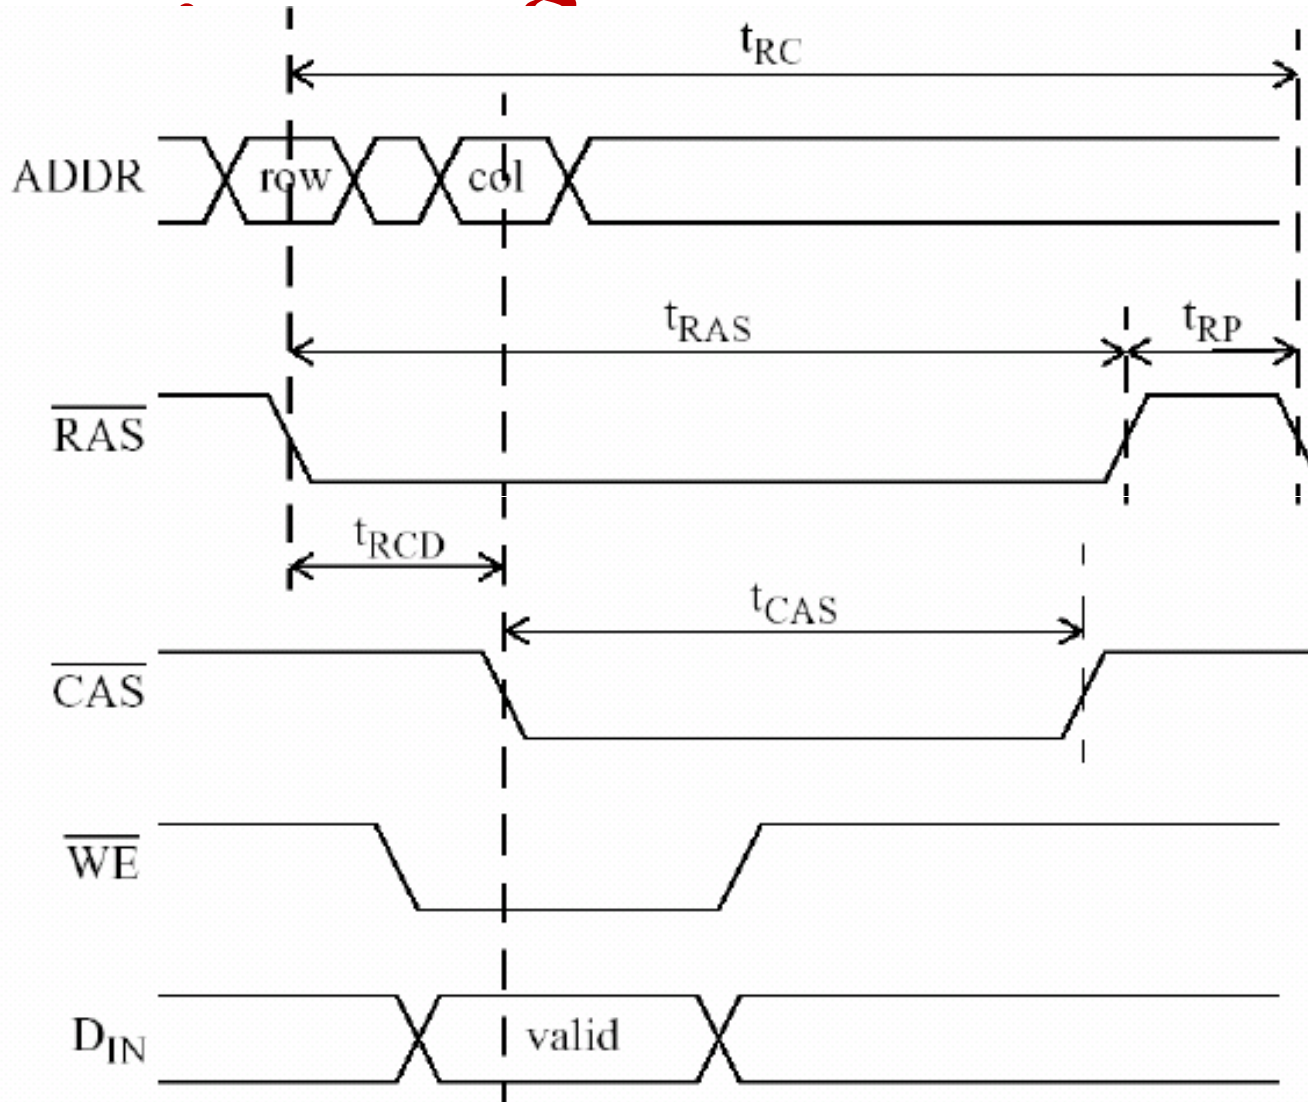 tRC
ADDR row col
tRAS tRP
RAS
tRCD
tCAS
CAS
WE
DIN valid